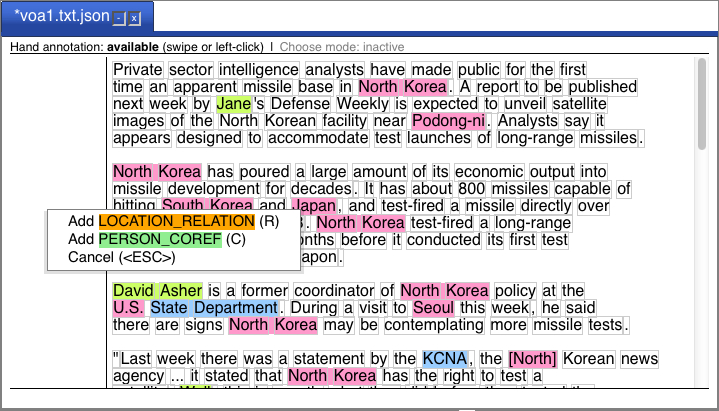 *voa1.txt.json - x
Hand annotation: available (swipe or left-click) I Choose mode: inactive
Private sector intelligence analysts have made public for the first
time an apparent missile base in North Korea. A report to be published
next week by Jane's Defense Weekly is expected to unveil satellite
images of the North Korean facility near Podong-ni. Analysts say it
appears designed to accommodate test launches of long-range missiles.
North Korea has poured a large amount of its economic output into
missile development for decades. It has about 800 missiles capable of
hitting South Korea and Japan, and test-fired a missile directly over
Add LOCATION_RELATION (R) 3. North Korea test-fired a long-range
Add PERSON_COREF (C) onths before it conducted its first test
Cancel (<ESC>) apon.
David Asher is a former coordinator of North Korea policy at the
U.S. State Department. During a visit to Seoul this week, he said
there are signs North Korea may be contemplating more missile tests.
"Last week there was a statement by the KCNA, the [North] Korean news
agency ... it stated that North Korea has the right to test a